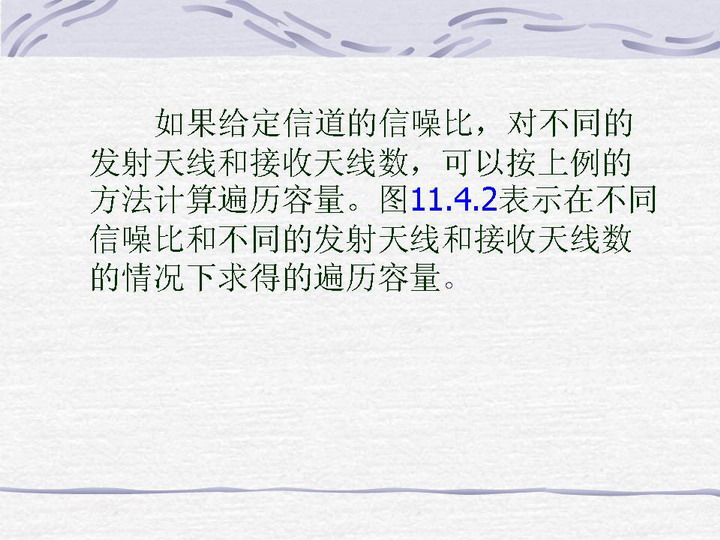 如果给定信道的信噪比，对不同的
发射天线和接收天线数，可以按上例的
方法计算遍历容量。图11.4.2表示在不同
信噪比和不同的发射天线和接收天线数
的情况下求得的遍历容量。